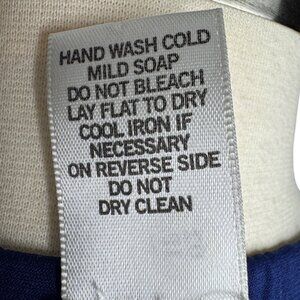 HAND WASH COLD
MILD SOAP
DO NOT BLEACH
LAY FLAT TO DRY
COOL IRON IF
NECESSARY
ON REVERSE SIDE
DO NOT
DRY CLEAN